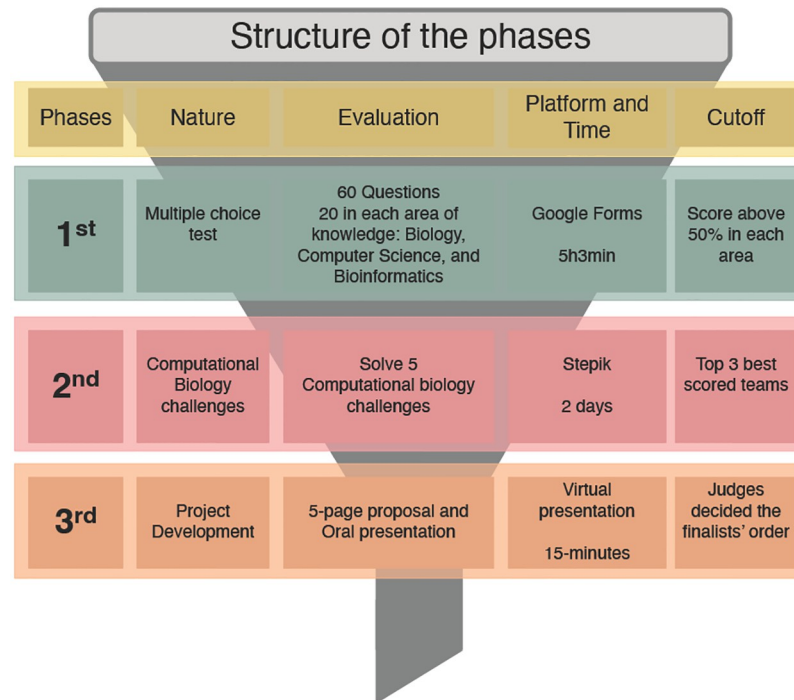 Structure of the phases
Phases
Nature
Evaluation
Platform and
Time
Cutoff
1st
Multiple choice
test
60 Questions
20 in each area of
knowledge: Biology,
Computer Science, and
Bioinformatics
Google Forms
5h3min
Score above
50% in each
area
2nd
Computational
Biology
challenges
Solve 5
Computational biology
challenges
Stepik
2 days
Top 3 best
scored teams
3rd
Project
Development
5-page proposal and
Oral presentation
Virtual
presentation
15-minutes
Judges
decided the
finalists’ order